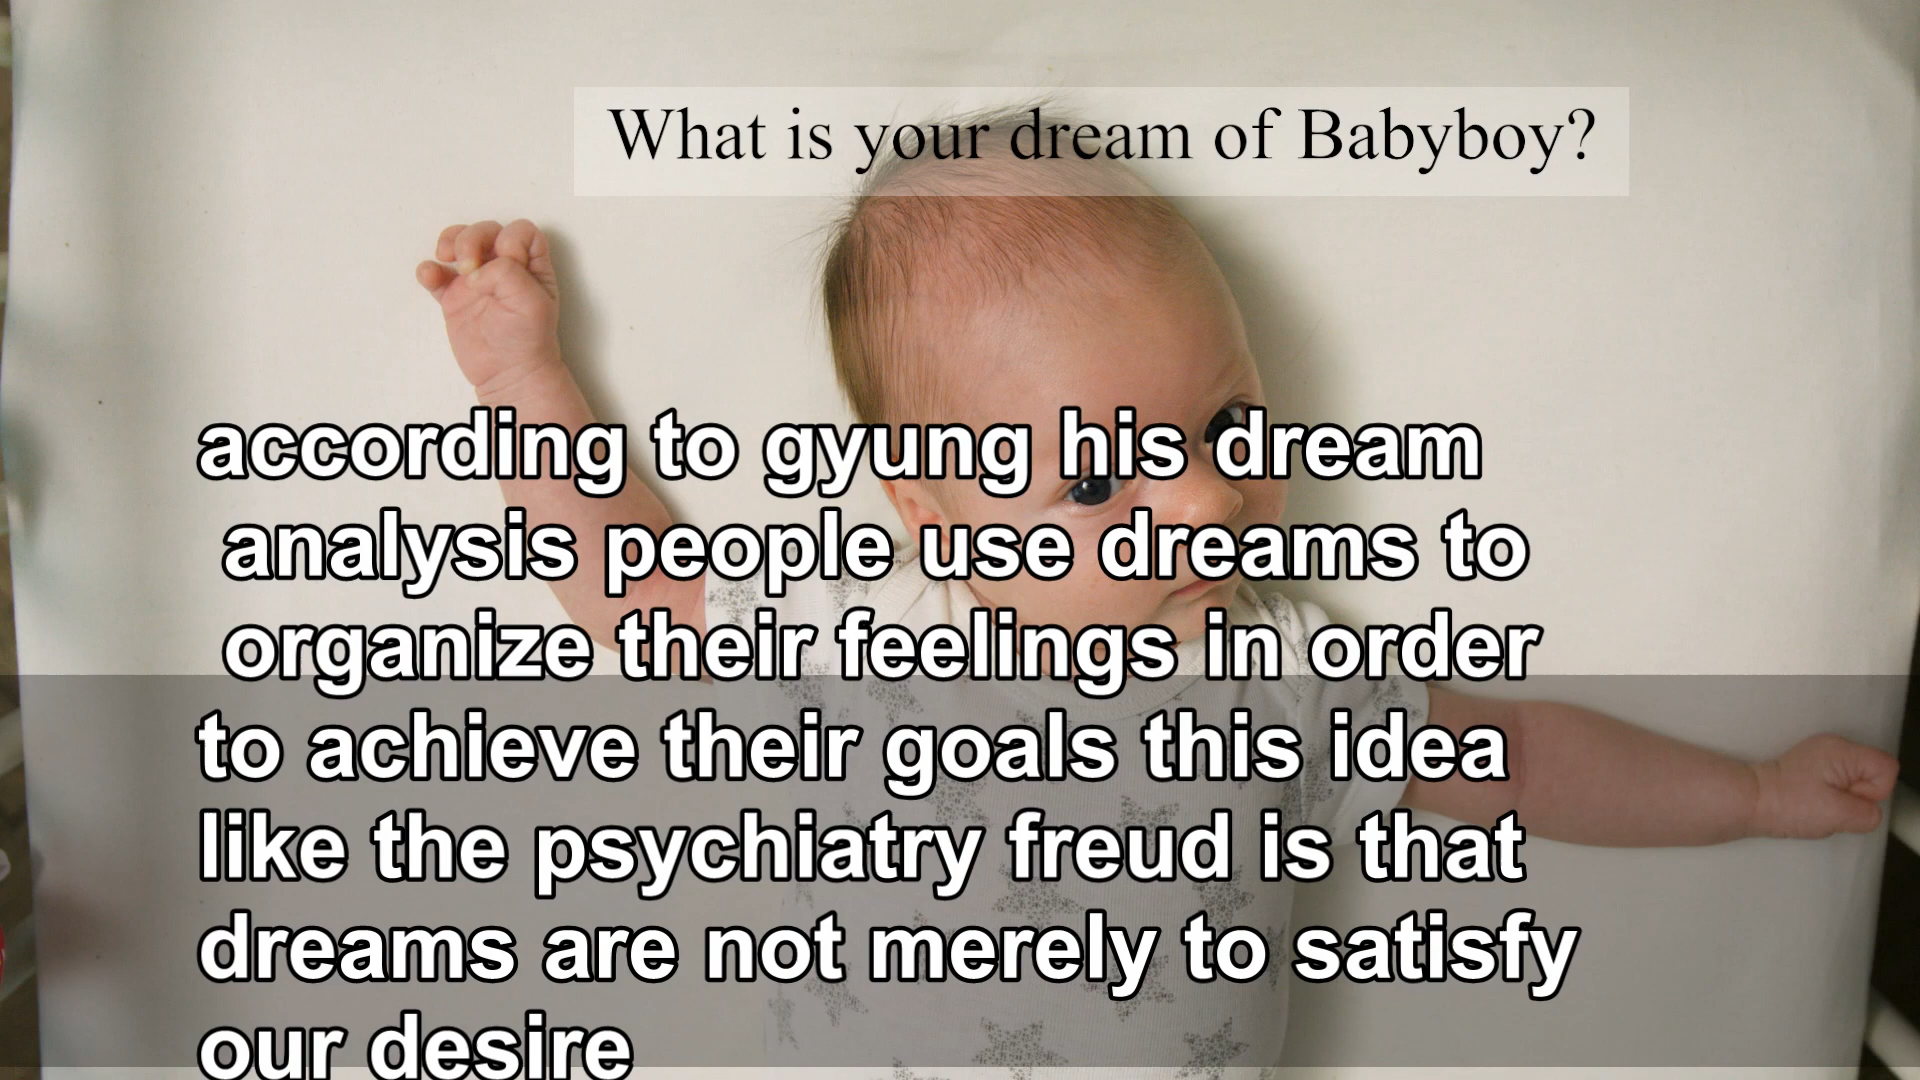 What is your dream of Babyboy?
according to gyung his dream
analysis people use dreams to
organize their feelings in order
to achieve their goals this idea
like the psychiatry freud is that
dreams are not merely to satisfy
our desire